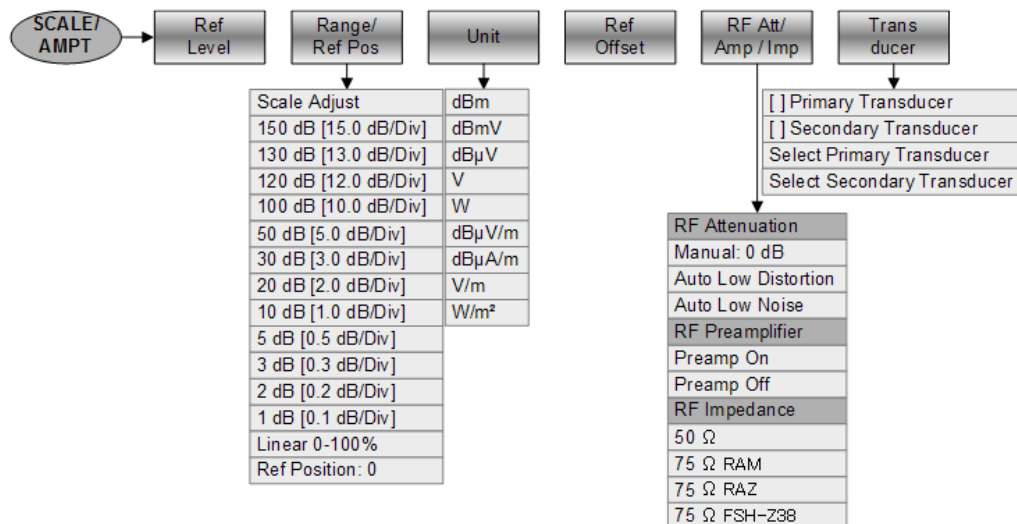 SCALE/
AMPT
Ref
Level
Range/
Ref Pos
Unit
Ref
Offset
RF Att/
Amp / Imp
Trans
ducer
Scale Adjust
150 dB [15.0 dB/Div]
130 dB [13.0 dB/Div]
120 dB [12.0 dB/Div]
100 dB [10.0 dB/Div]
50 dB [5.0 dB/Div]
30 dB [3.0 dB/Div]
20 dB [2.0 dB/Div]
10 dB [1.0 dB/Div]
5 dB [0.5 dB/Div]
3 dB [0.3 dB/Div]
2 dB [0.2 dB/Div]
1 dB [0.1 dB/Div]
Linear 0-100%
Ref Position: 0
dBm
dBmV
dBµV
V
W
dBµV/m
dBµA/m
V/m
W/m²
RF Attenuation
Manual: 0 dB
Auto Low Distortion
Auto Low Noise
RF Preamplifier
Preamp On
Preamp Off
RF Impedance
50 Ω
75 Ω RAM
75 Ω RAZ
75 Ω FSH-Z38
[ ] Primary Transducer
[ ] Secondary Transducer
Select Primary Transducer
Select Secondary Transducer